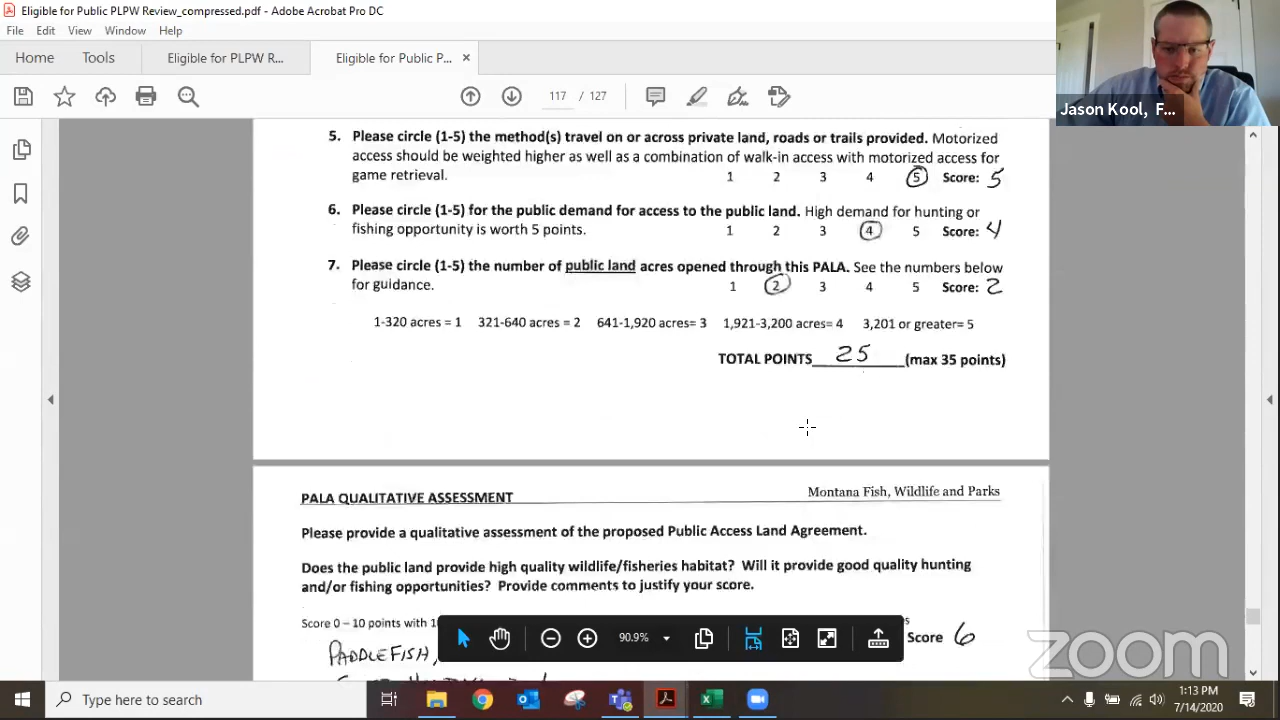 Eligible for Public PLPW Review_compressed.pdf - Adobe Acrobat Pro DC
File Edit View Window Help
Home Tools Eligible for PLPW R... Eligible for Public P... ×
117 / 127
Jason Kool, F...
5. Please circle (1-5) the method(s) travel on or across private land, roads or trails provided. Motorized
access should be weighted higher as well as a combination of walk-in access with motorized access for
game retrieval. 1 2 3 4 5 Score: 5
6. Please circle (1-5) for the public demand for access to the public land. High demand for hunting or
fishing opportunity is worth 5 points. 1 2 3 4 5 Score: 4
7. Please circle (1-5) the number of public land acres opened through this PALA. See the numbers below
for guidance. 1 2 3 4 5 Score: 2
1-320 acres = 1 321-640 acres = 2 641-1,920 acres= 3 1,921-3,200 acres= 4 3,201 or greater= 5
TOTAL POINTS 25 (max 35 points)
PALA QUALITATIVE ASSESSMENT Montana Fish, Wildlife and Parks
Please provide a qualitative assessment of the proposed Public Access Land Agreement.
Does the public land provide high quality wildlife/fisheries habitat? Will it provide good quality hunting
and/or fishing opportunities? Provide comments to justify your score.
Score 0 – 10 points with 1
Score 6
90.9%
PADDLEFISH,
zoom
Type here to search
1:13 PM
7/14/2020